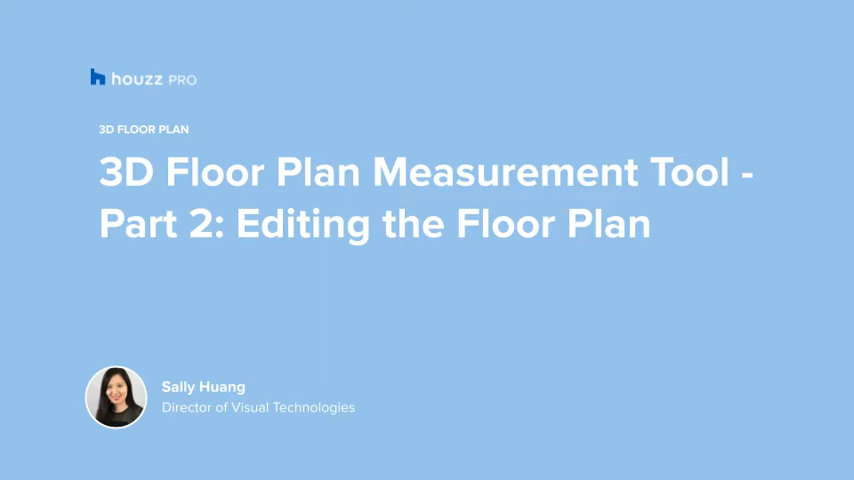 houzz PRO
3D FLOOR PLAN
3D Floor Plan Measurement Tool -
Part 2: Editing the Floor Plan
Sally Huang
Director of Visual Technologies